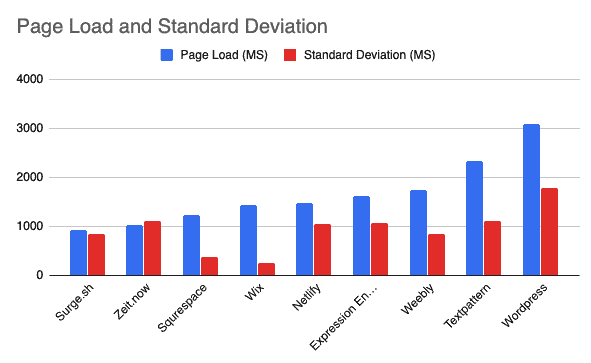 Page Load and Standard Deviation
Page Load (MS) Standard Deviation (MS)
4000
3000
2000
1000
0
Surge.sh
Zeit.now
Squrespace
Wix
Netlify
Expression En…
Weebly
Textpattern
Wordpress